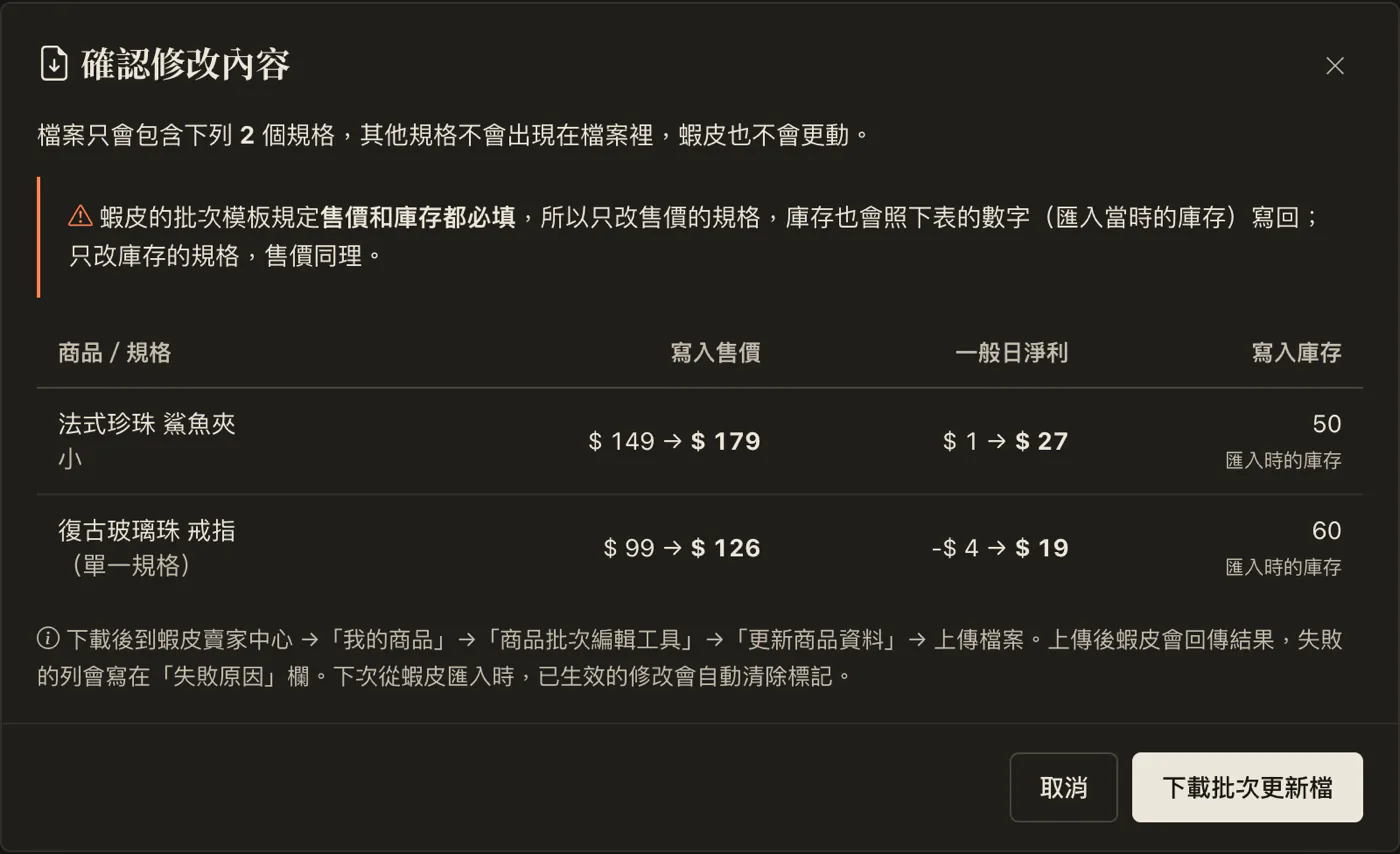 確認修改內容
檔案只會包含下列 2 個規格，其他規格不會出現在檔案裡，蝦皮也不會更動。
蝦皮的批次模板規定售價和庫存都必填，所以只改售價的規格，庫存也會照下表的數字（匯入當時的庫存）寫回；
只改庫存的規格，售價同理。
商品 / 規格 寫入售價 一般日淨利 寫入庫存
法式珍珠 鯊魚夾
小
$ 149 → $ 179 $ 1 → $ 27 50
匯入時的庫存
復古玻璃珠 戒指
（單一規格）
$ 99 → $ 126 -$ 4 → $ 19 60
匯入時的庫存
下載後到蝦皮賣家中心 →「我的商品」→「商品批次編輯工具」→「更新商品資料」→ 上傳檔案。上傳後蝦皮會回傳結果，失敗
的列會寫在「失敗原因」欄。下次從蝦皮匯入時，已生效的修改會自動清除標記。
取消 下載批次更新檔